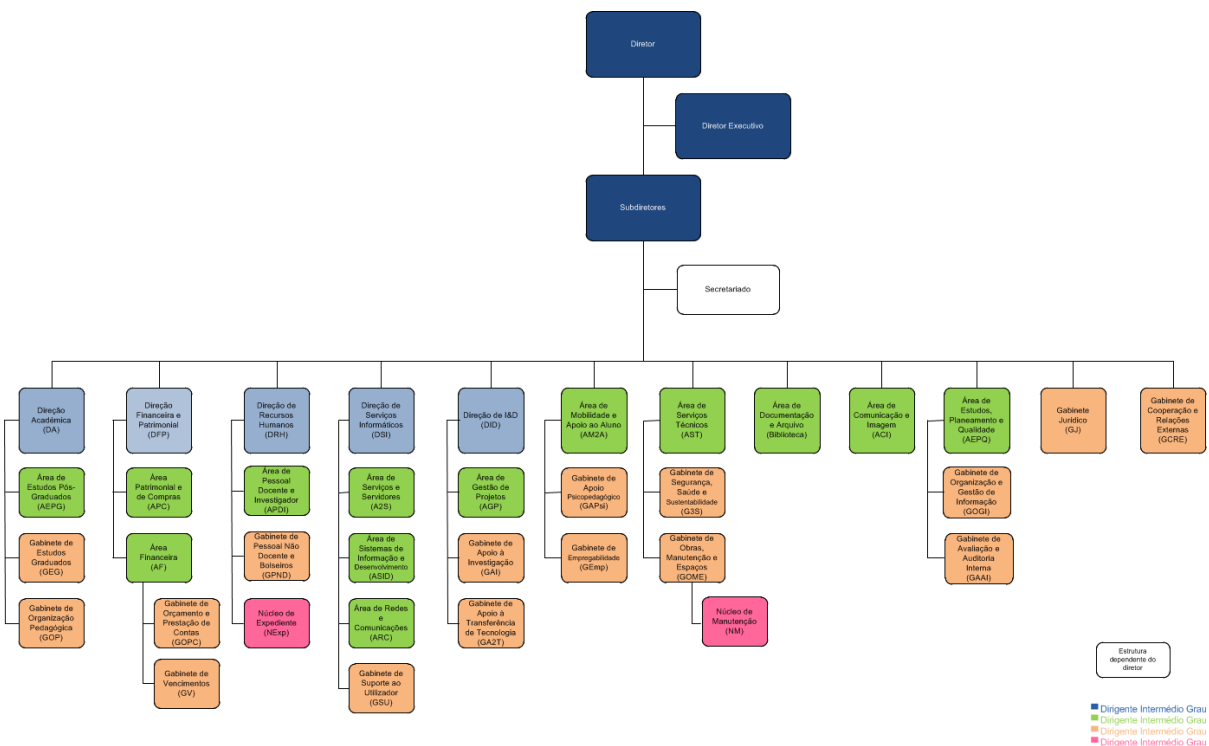 Diretor
Diretor Executivo
Subdiretores
Secretariado
Direção
Académica
(DA)
Direção
Financeira e
Patrimonial
(DFP)
Direção de
Recursos
Humanos
(DRH)
Direção de
Serviços
Informáticos
(DSI)
Direção de I&D
(DID)
Área de
Mobilidade e
Apoio ao Aluno
(AM2A)
Área de
Serviços
Técnicos
(AST)
Área de
Documentação
e Arquivo
(Biblioteca)
Área de
Comunicação e
Imagem
(ACI)
Área de
Estudos,
Planeamento e
Qualidade
(AEPQ)
Gabinete
Jurídico
(GJ)
Gabinete de
Cooperação e
Relações
Externas
(GCRE)
Área de
Estudos Pós-
Graduados
(AEPG)
Área
Patrimonial e
de Compras
(APC)
Área de
Pessoal
Docente e
Investigador
(APDI)
Área de
Serviços e
Servidores
(A2S)
Área de
Gestão de
Projetos
(AGP)
Gabinete de
Apoio
Psicopedagógico
(GAPsi)
Gabinete de
Segurança,
Saúde e
Sustentabilidade
(G3S)
Gabinete de
Organização e
Gestão de
Informação
(GOGI)
Gabinete de
Estudos
Graduados
(GEG)
Área
Financeira
(AF)
Gabinete de
Pessoal Não
Docente e
Bolseiros
(GPND)
Área de
Sistemas de
Informação e
Desenvolvimento
(ASID)
Gabinete de
Apoio à
Investigação
(GAI)
Gabinete de
Empregabilidade
(GEmp)
Gabinete de
Obras,
Manutenção e
Espaços
(GOME)
Gabinete de
Avaliação e
Auditoria
Interna
(GAAI)
Gabinete de
Organização
Pedagógica
(GOP)
Gabinete de
Orçamento e
Prestação de
Contas
(GOPC)
Núcleo de
Expediente
(NExp)
Área de Redes
e
Comunicações
(ARC)
Gabinete de
Apoio à
Transferência
de Tecnologia
(GA2T)
Núcleo de
Manutenção
(NM)
Gabinete de
Vencimentos
(GV)
Gabinete de
Suporte ao
Utilizador
(GSU)
Estrutura
dependente do
diretor
Dirigente Intermédio Grau
Dirigente Intermédio Grau
Dirigente Intermédio Grau
Dirigente Intermédio Grau